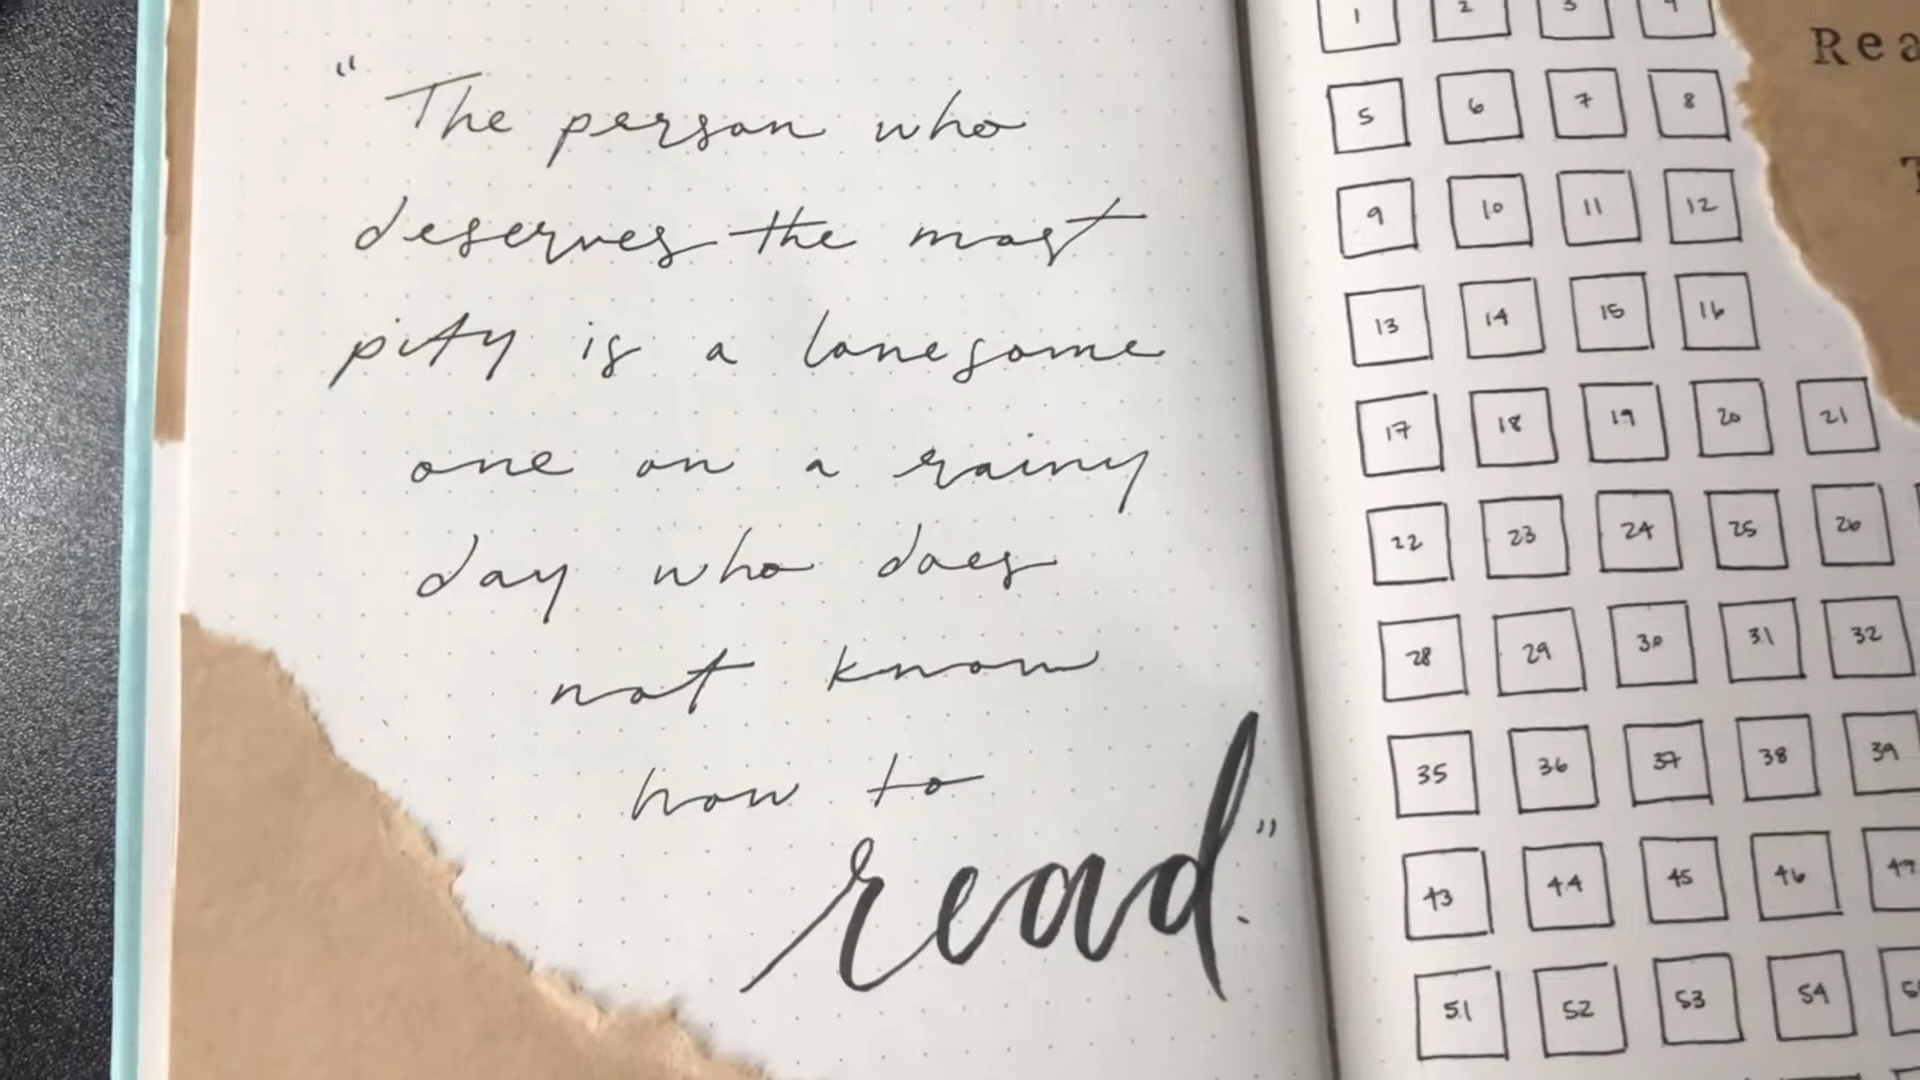 “The person who
deserves the most
pity is a lonesome
one on a rainy
day who does
not know
how to
read.”
1 2 3 4
5 6 7 8
9 10 11 12
13 14 15 16
17 18 19 20 21
22 23 24 25 26
28 29 30 31 32
35 36 37 38 39
43 44 45 46 47
51 52 53 54